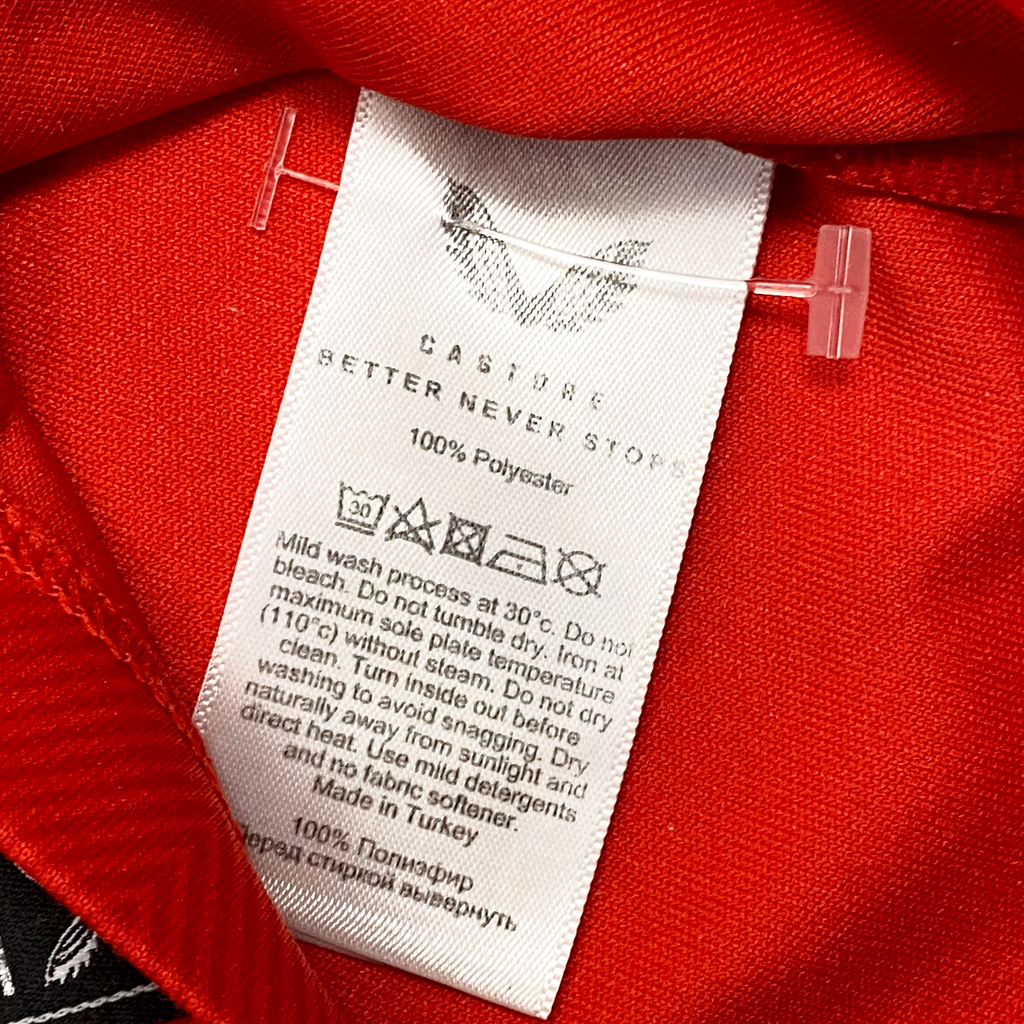 CASTORE
BETTER NEVER STOPS
100% Polyester
30
Mild wash process at 30°c. Do not
bleach. Do not tumble dry. Iron at
maximum sole plate temperature
(110°c) without steam. Do not dry
clean. Turn inside out before
washing to avoid snagging. Dry
naturally away from sunlight and
direct heat. Use mild detergents
and no fabric softener.
Made in Turkey
100% Полиэфир
Перед стиркой вывернуть